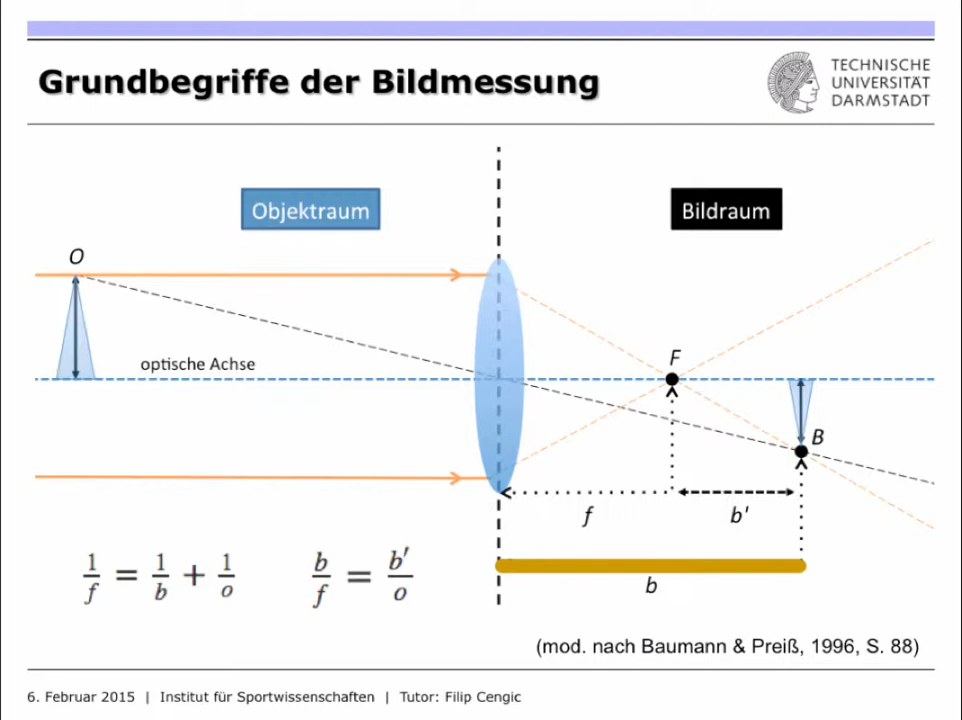 Grundbegriffe der Bildmessung
TECHNISCHE
UNIVERSITÄT
DARMSTADT
Objektraum
Bildraum
O
optische Achse
F
B
f
b'
b
1/f = 1/b + 1/o
b/f = b'/o
(mod. nach Baumann & Preiß, 1996, S. 88)
6. Februar 2015 | Institut für Sportwissenschaften | Tutor: Filip Cengic